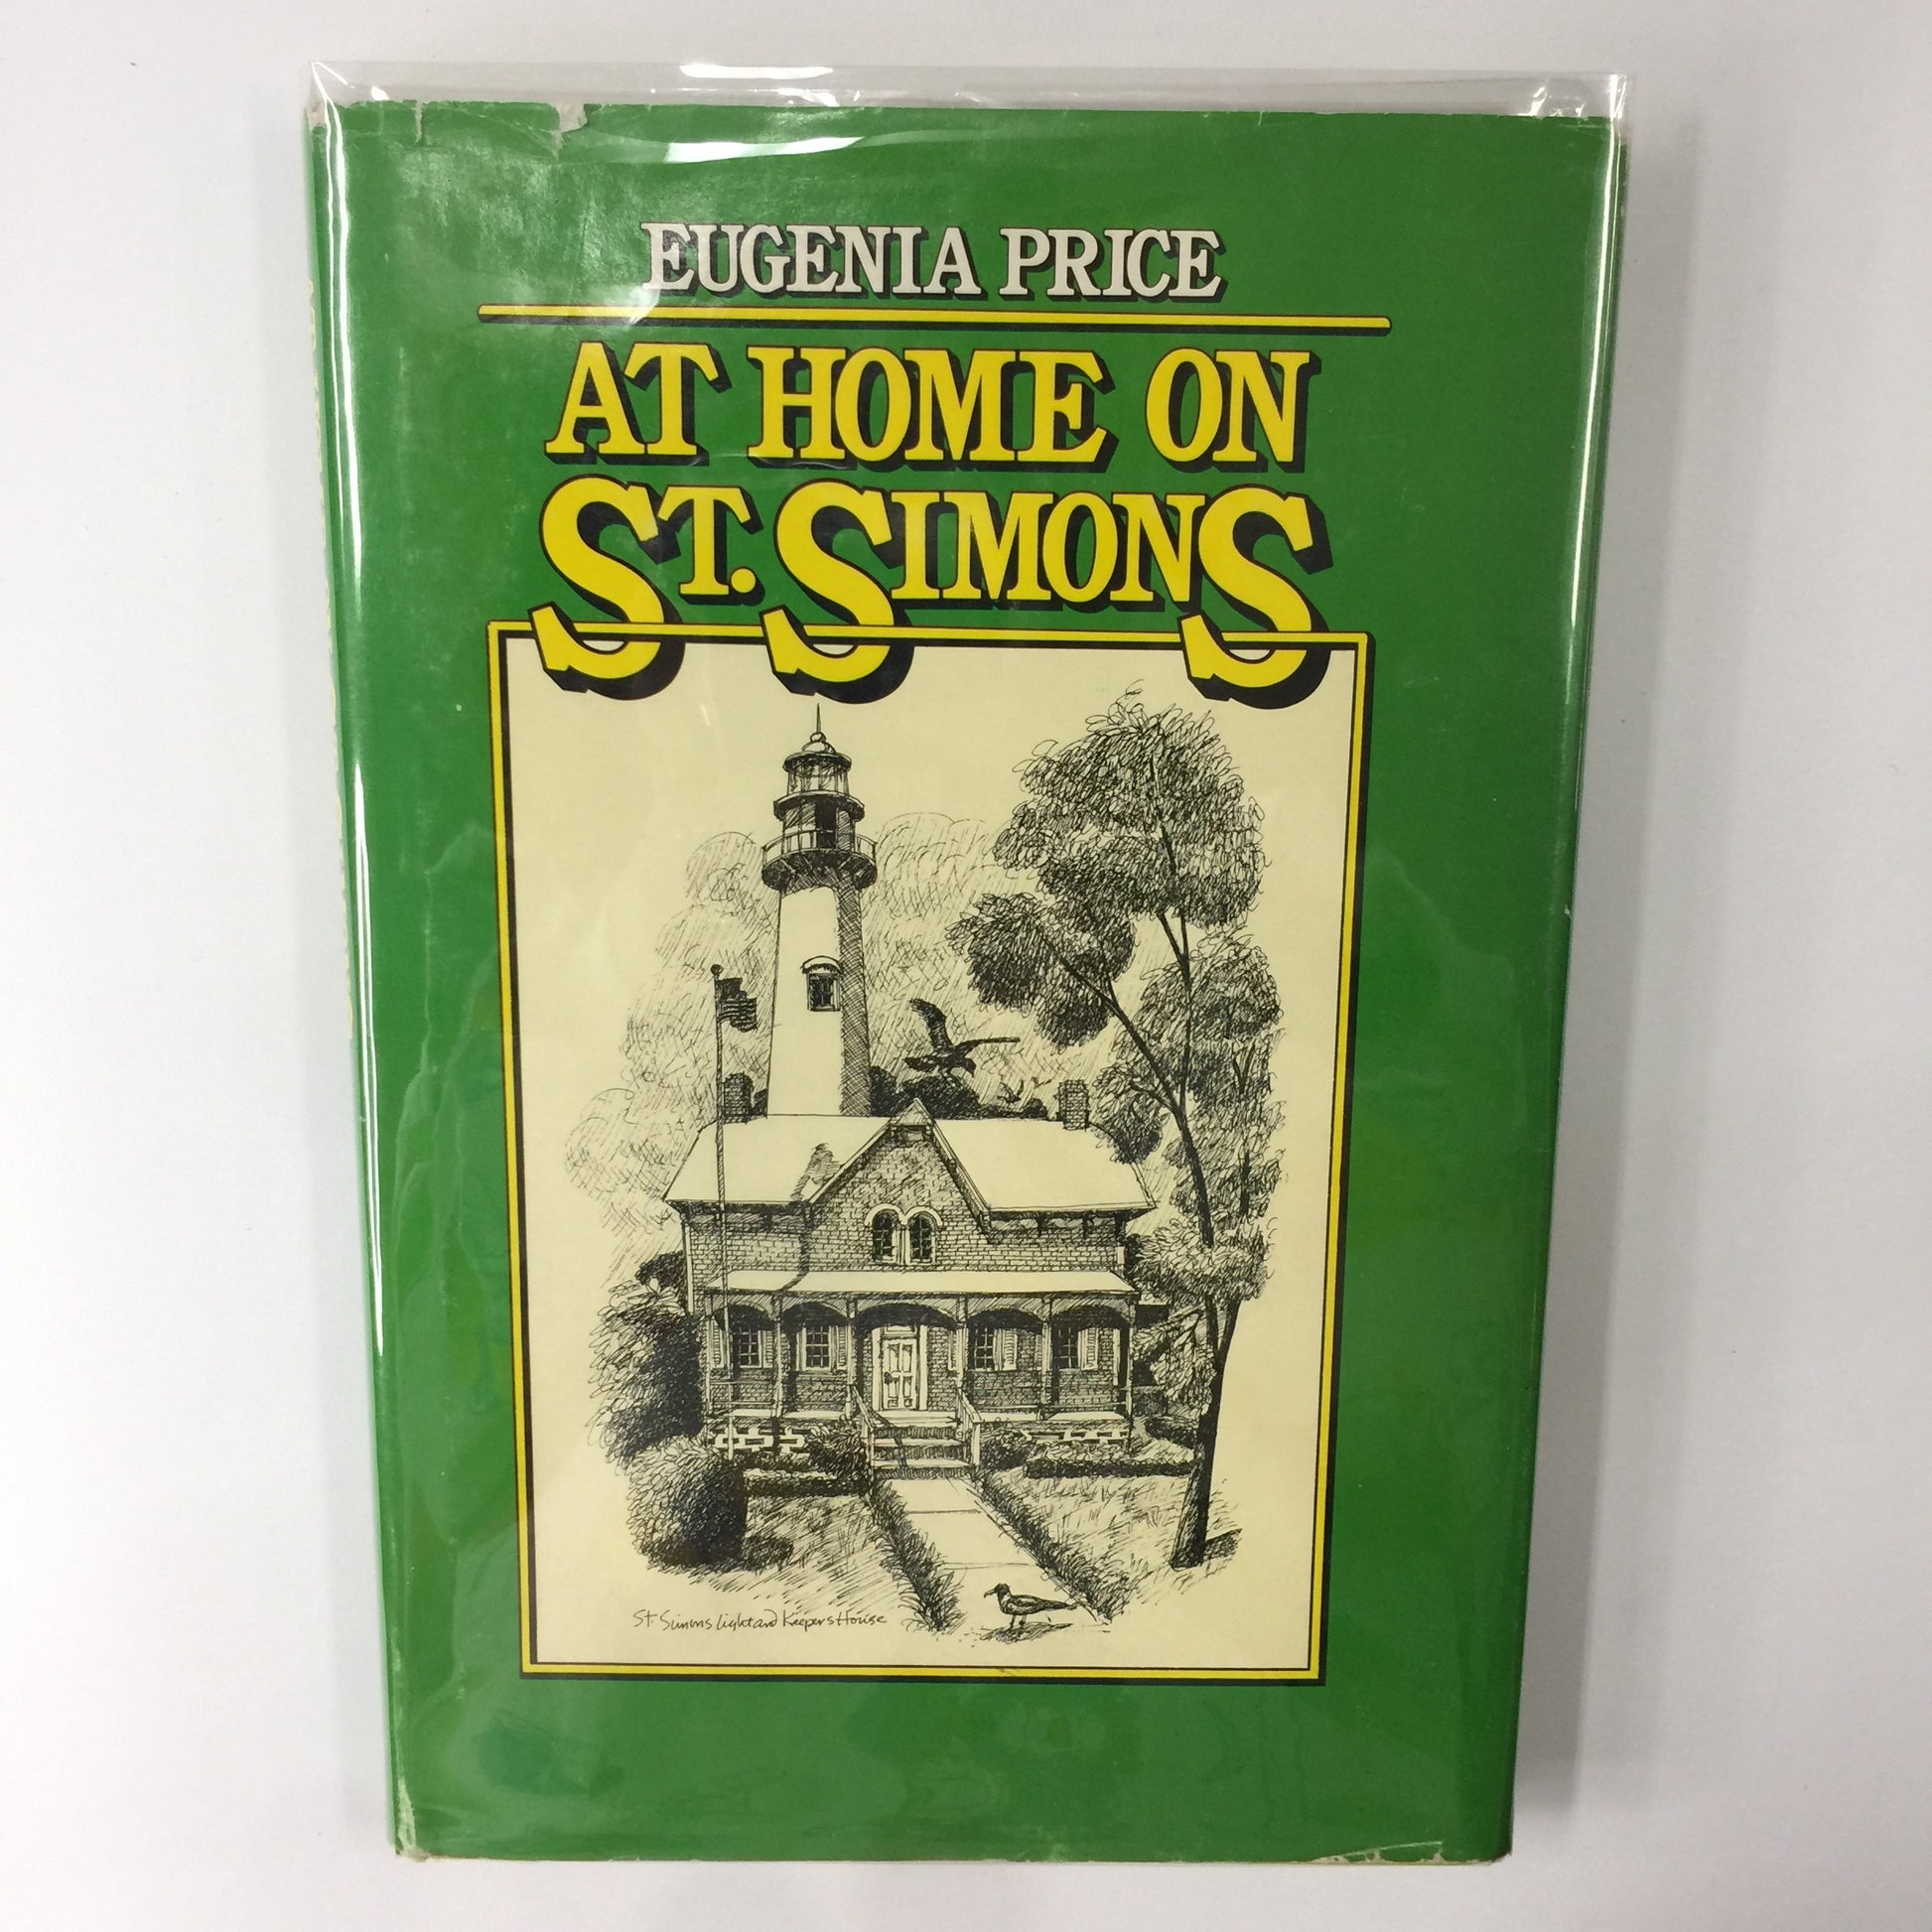 EUGENIA PRICE
AT HOME ON
ST. SIMONS
St. Simons Light and Keepers House